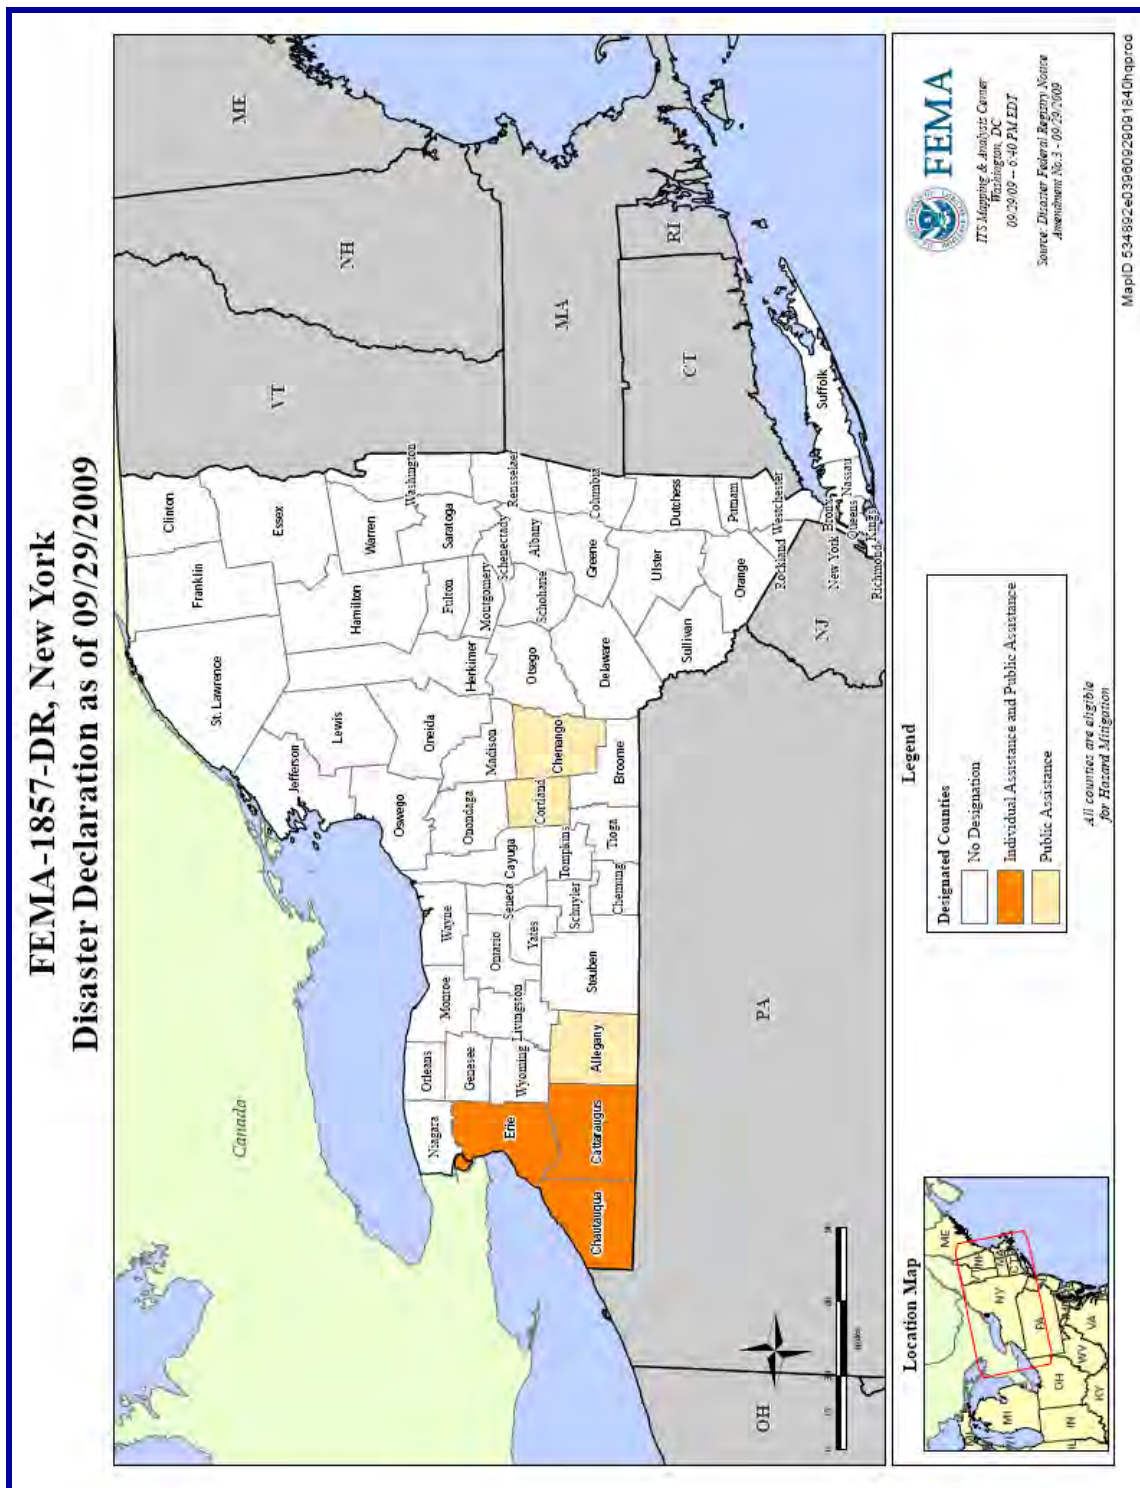 FEMA-1857-DR, New York
Disaster Declaration as of 09/29/2009
Canada
ME
NH
VT
MA
RI
CT
NJ
PA
OH
Clinton
Franklin
St. Lawrence
Essex
Jefferson
Lewis
Hamilton
Warren
Washington
Oswego
Oneida
Herkimer
Fulton
Saratoga
Niagara
Orleans
Monroe
Wayne
Genesee
Ontario
Seneca
Cayuga
Onondaga
Madison
Montgomery
Schenectady
Rensselaer
Erie
Wyoming
Livingston
Yates
Cortland
Chenango
Otsego
Schoharie
Albany
Chautauqua
Cattaraugus
Allegany
Steuben
Schuyler
Tompkins
Chemung
Tioga
Broome
Delaware
Greene
Columbia
Ulster
Dutchess
Sullivan
Orange
Putnam
Rockland
Westchester
New York
Bronx
Queens
Nassau
Richmond
Kings
Suffolk
Miles
Location Map
ME
NH
MA
CT
NY
PA
MI
OH
IN
WV
VA
KY
Legend
Designated Counties
No Designation
Individual Assistance and Public Assistance
Public Assistance
All counties are eligible
for Hazard Mitigation
FEMA
ITS Mapping & Analysis Center
Washington, DC
09/29/09 -- 6:40 PM EDT
Source: Disaster Federal Registry Notice
Amendment No.3 - 09/29/2009
MapID 534892e03960929091840hqprod